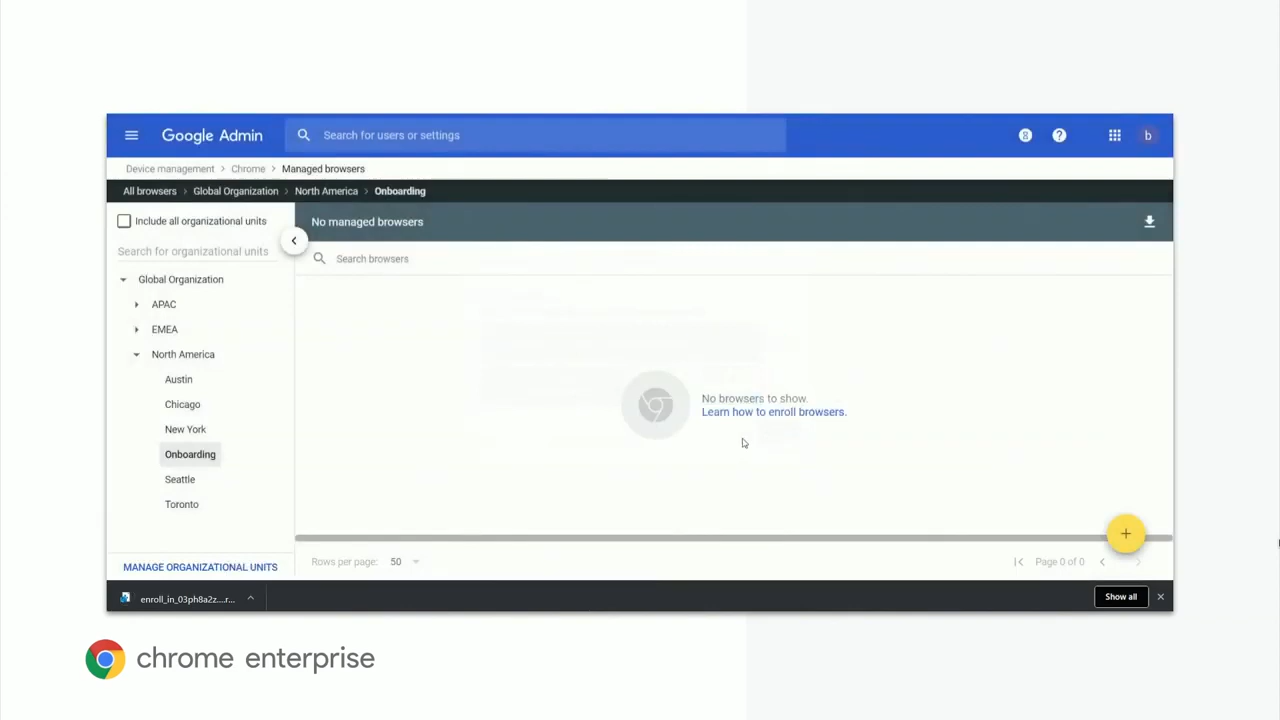 Google Admin
Search for users or settings
b
Device management > Chrome > Managed browsers
All browsers > Global Organization > North America > Onboarding
Include all organizational units
No managed browsers
Search for organizational units
Search browsers
Global Organization
APAC
EMEA
North America
Austin
Chicago
New York
Onboarding
Seattle
Toronto
No browsers to show.
Learn how to enroll browsers.
MANAGE ORGANIZATIONAL UNITS
Rows per page: 50
Page 0 of 0
enroll_in_03ph8a2z....r...
Show all
chrome enterprise